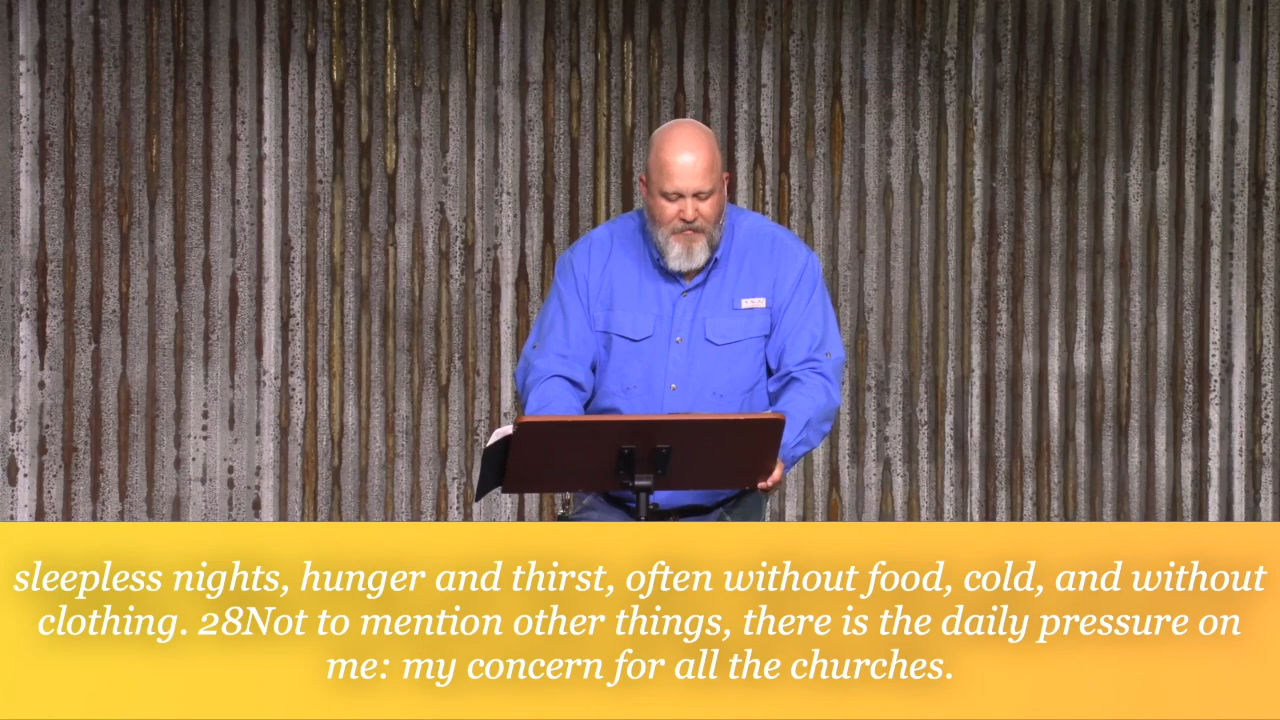 sleepless nights, hunger and thirst, often without food, cold, and without
clothing. 28Not to mention other things, there is the daily pressure on
me: my concern for all the churches.